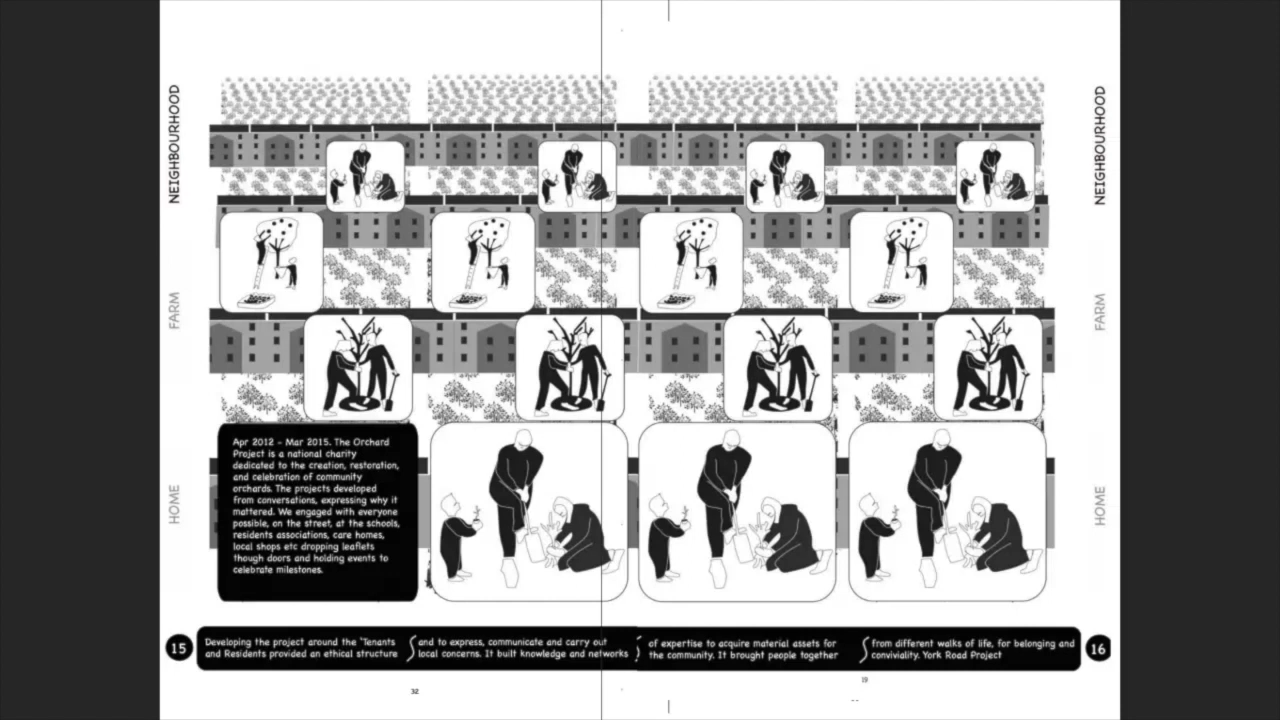 NEIGHBOURHOOD
FARM
HOME
NEIGHBOURHOOD
FARM
HOME
Apr 2012 – Mar 2015. The Orchard
Project is a national charity
dedicated to the creation, restoration,
and celebration of community
orchards. The projects developed
from conversations, expressing why it
mattered. We engaged with everyone
possible, on the street, at the schools,
residents associations, care homes,
local shops etc dropping leaflets
though doors and holding events to
celebrate milestones.
15
Developing the project around the 'Tenants
and Residents provided an ethical structure
and to express, communicate and carry out
local concerns. It built knowledge and networks
of expertise to acquire material assets for
the community. It brought people together
from different walks of life, for belonging and
conviviality. York Road Project
16
32
19